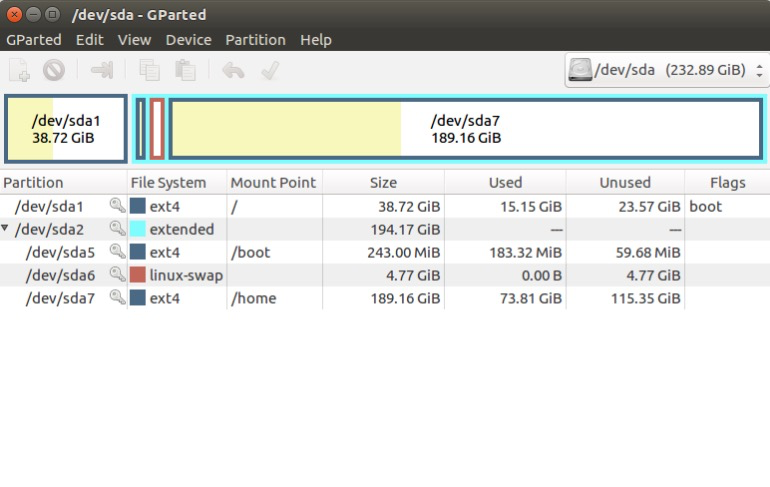 /dev/sda - GParted
GParted Edit View Device Partition Help
/dev/sda (232.89 GiB)
/dev/sda1
38.72 GiB
/dev/sda7
189.16 GiB
Partition File System Mount Point Size Used Unused Flags
/dev/sda1 ext4 / 38.72 GiB 15.15 GiB 23.57 GiB boot
/dev/sda2 extended 194.17 GiB --- ---
/dev/sda5 ext4 /boot 243.00 MiB 183.32 MiB 59.68 MiB
/dev/sda6 linux-swap 4.77 GiB 0.00 B 4.77 GiB
/dev/sda7 ext4 /home 189.16 GiB 73.81 GiB 115.35 GiB